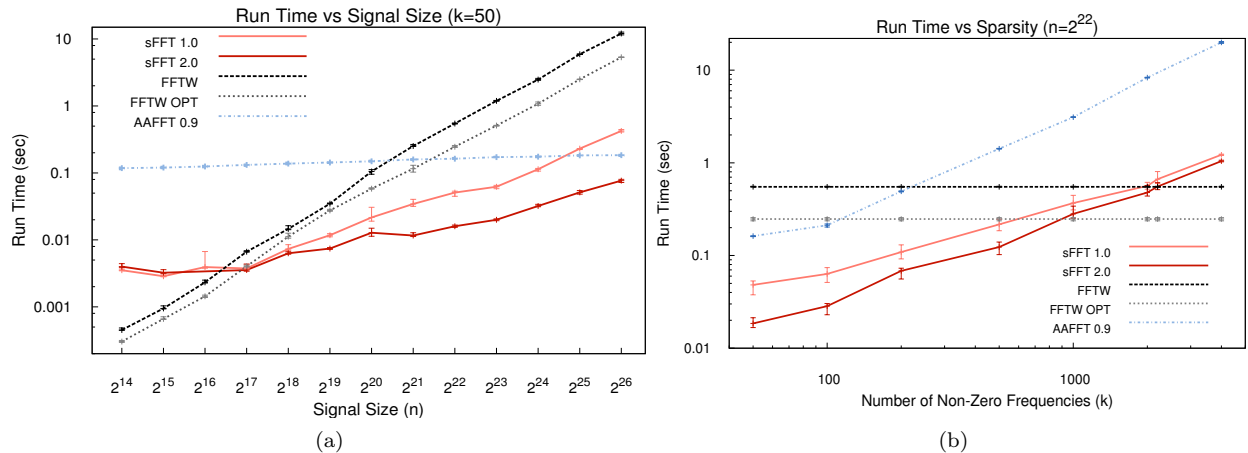 Run Time vs Signal Size (k=50)
Run Time (sec)
10
1
0.1
0.01
0.001
sFFT 1.0
sFFT 2.0
FFTW
FFTW OPT
AAFFT 0.9
2^14 2^15 2^16 2^17 2^18 2^19 2^20 2^21 2^22 2^23 2^24 2^25 2^26
Signal Size (n)
(a)
Run Time vs Sparsity (n=2^22)
Run Time (sec)
10
1
0.1
0.01
sFFT 1.0
sFFT 2.0
FFTW
FFTW OPT
AAFFT 0.9
100 1000
Number of Non-Zero Frequencies (k)
(b)